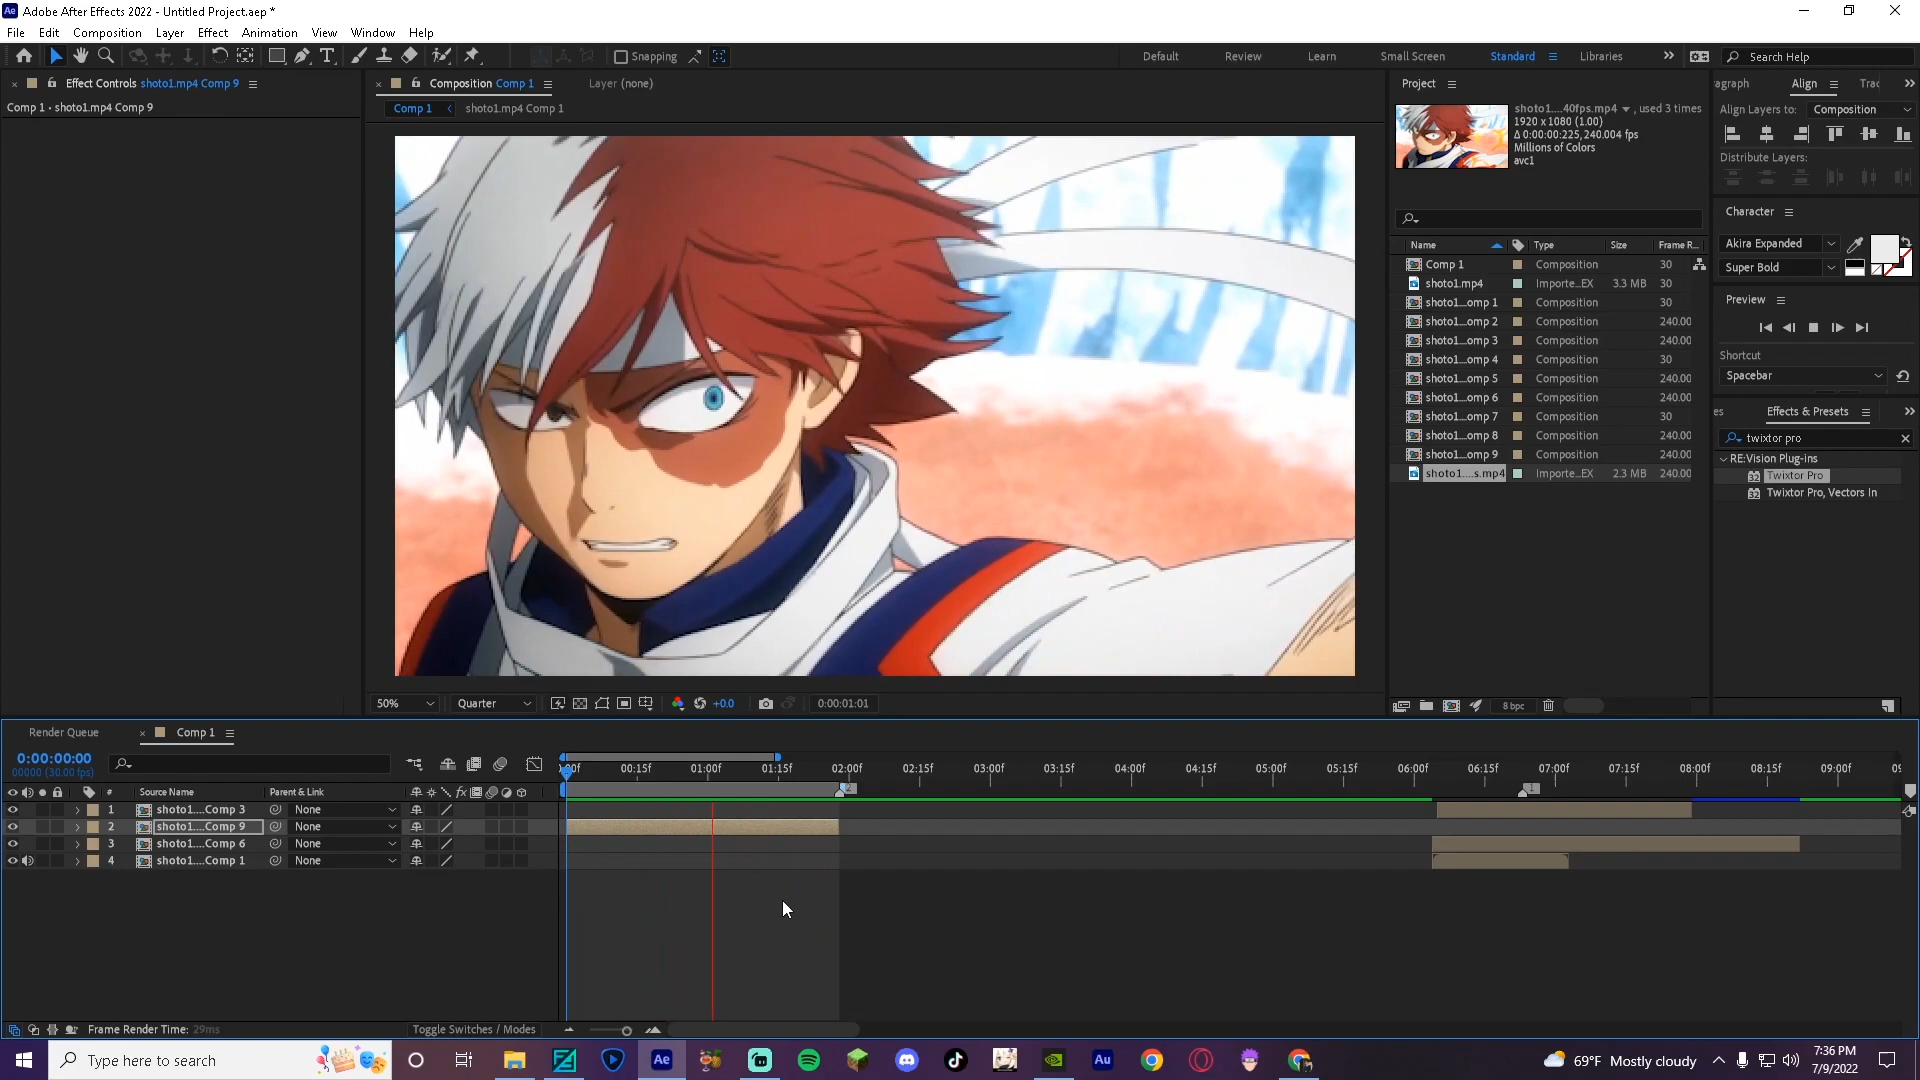 Adobe After Effects 2022 - Untitled Project.aep *
File Edit Composition Layer Effect Animation View Window Help
Snapping Default Review Learn Small Screen Standard Libraries Search Help
Effect Controls shoto1.mp4 Comp 9
Comp 1 • shoto1.mp4 Comp 9
Composition Comp 1 Layer (none)
Comp 1 shoto1.mp4 Comp 1
50% Quarter +0.0 0:00:01:01
Project
shoto1....40fps.mp4 , used 3 times
1920 x 1080 (1.00)
Δ 0:00:00:225, 240.004 fps
Millions of Colors
avc1
Name Type Size Frame R...
Comp 1 Composition 30
shoto1.mp4 Importe...EX 3.3 MB 30
shoto1...omp 1 Composition 30
shoto1...omp 2 Composition 240.00
shoto1...omp 3 Composition 240.00
shoto1...omp 4 Composition 30
shoto1...omp 5 Composition 240.00
shoto1...omp 6 Composition 240.00
shoto1...omp 7 Composition 30
shoto1...omp 8 Composition 240.00
shoto1...omp 9 Composition 240.00
shoto1....s.mp4 Importe...EX 2.3 MB 240.00
8 bpc
agraph Align Trac
Align Layers to: Composition
Distribute Layers:
Character
Akira Expanded
Super Bold
Preview
Shortcut
Spacebar
es Effects & Presets
twixtor pro
RE:Vision Plug-ins
32 Twixtor Pro
32 Twixtor Pro, Vectors In
Render Queue Comp 1
0:00:00:00
00000 (30.00 fps)
00f 00:15f 01:00f 01:15f 02:00f 02:15f 03:00f 03:15f 04:00f 04:15f 05:00f 05:15f 06:00f 06:15f 07:00f 07:15f 08:00f 08:15f 09:00f 09
# Source Name Parent & Link fx 2 1
1 shoto1....Comp 3 None
2 shoto1....Comp 9 None
3 shoto1....Comp 6 None
4 shoto1....Comp 1 None
Frame Render Time: 29ms Toggle Switches / Modes
Type here to search Ae Au 69°F Mostly cloudy 7:36 PM
7/9/2022